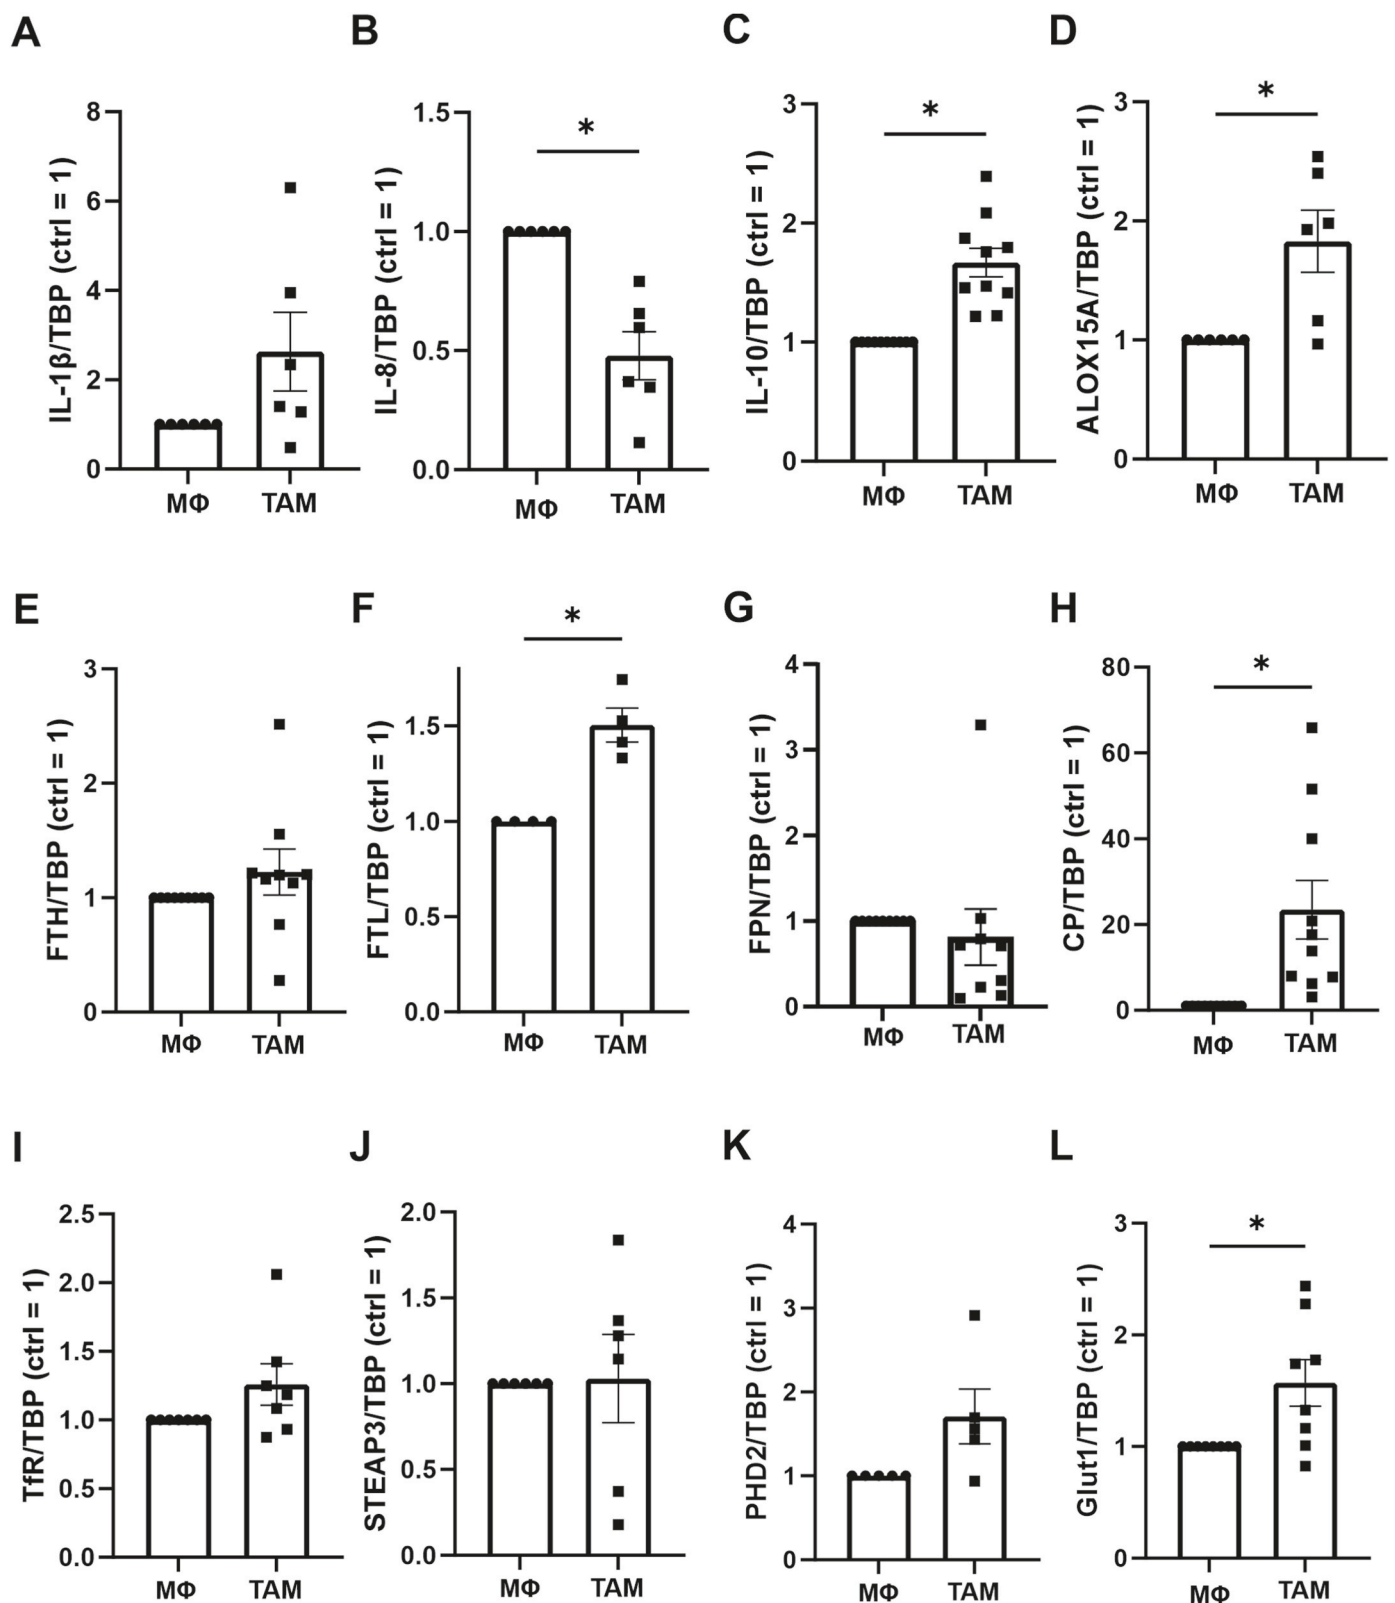 A
IL-1β/TBP (ctrl = 1)
8
6
4
2
0
MΦ
TAM
B
IL-8/TBP (ctrl = 1)
1.5
1.0
0.5
0.0
*
MΦ
TAM
C
IL-10/TBP (ctrl = 1)
3
2
1
0
*
MΦ
TAM
D
ALOX15A/TBP (ctrl = 1)
3
2
1
0
*
MΦ
TAM
E
FTH/TBP (ctrl = 1)
3
2
1
0
MΦ
TAM
F
FTL/TBP (ctrl = 1)
1.5
1.0
0.5
0.0
*
MΦ
TAM
G
FPN/TBP (ctrl = 1)
4
3
2
1
0
MΦ
TAM
H
CP/TBP (ctrl = 1)
80
60
40
20
0
*
MΦ
TAM
I
TfR/TBP (ctrl = 1)
2.5
2.0
1.5
1.0
0.5
0.0
MΦ
TAM
J
STEAP3/TBP (ctrl = 1)
2.0
1.5
1.0
0.5
0.0
MΦ
TAM
K
PHD2/TBP (ctrl = 1)
4
3
2
1
0
MΦ
TAM
L
Glut1/TBP (ctrl = 1)
3
2
1
0
*
MΦ
TAM